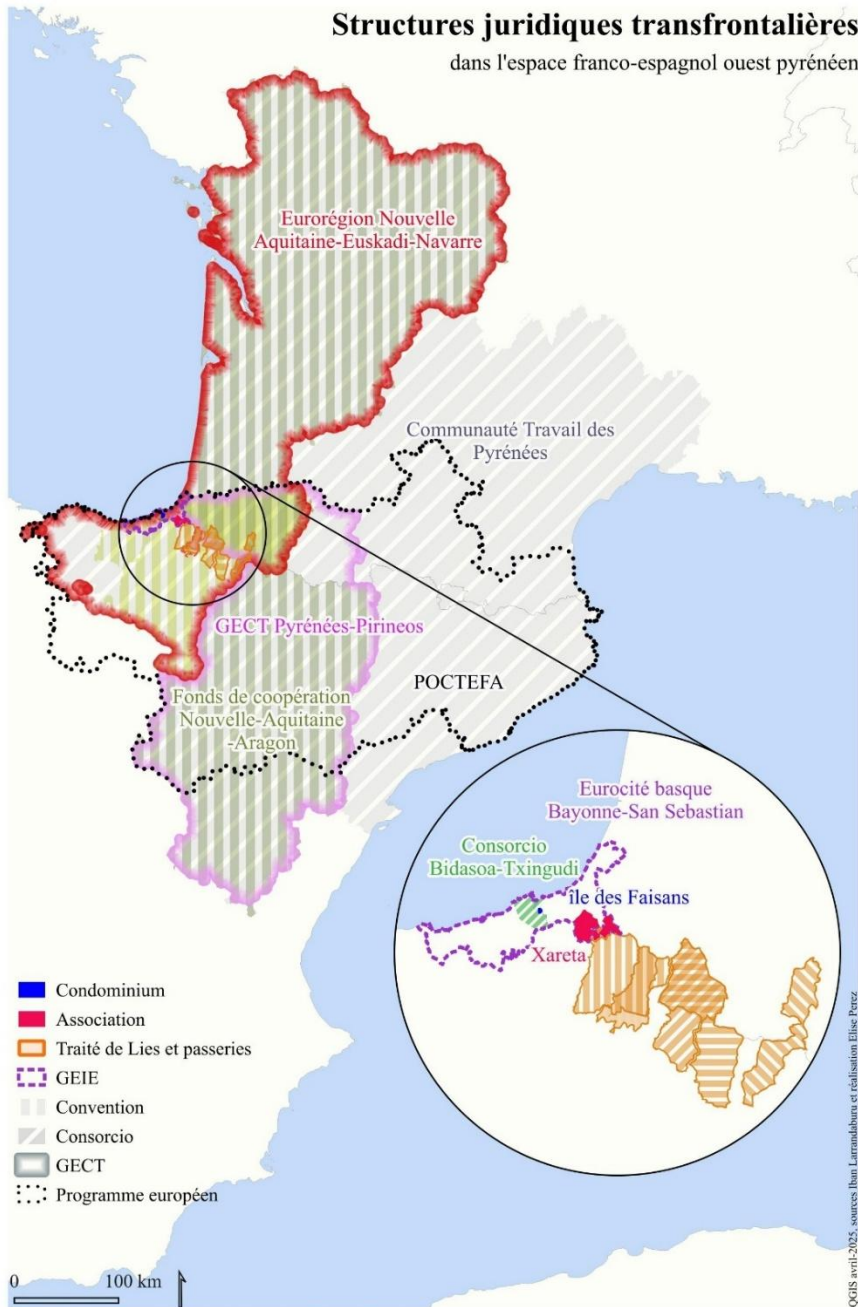 Structures juridiques transfrontalières
dans l'espace franco-espagnol ouest pyrénéen
Eurorégion Nouvelle
Aquitaine-Euskadi-Navarre
Communauté Travail des
Pyrénées
GECT Pyrénées-Pirineos
POCTEFA
Fonds de coopération
Nouvelle-Aquitaine
-Aragon
Eurocité basque
Bayonne-San Sebastian
Consorcio
Bidasoa-Txingudi
île des Faisans
Xareta
Condominium
Association
Traité de Lies et passeries
GEIE
Convention
Consorcio
GECT
Programme européen
0 100 km
QGIS avril-2025, sources Iban Larrandaburu et réalisation Elise Perez